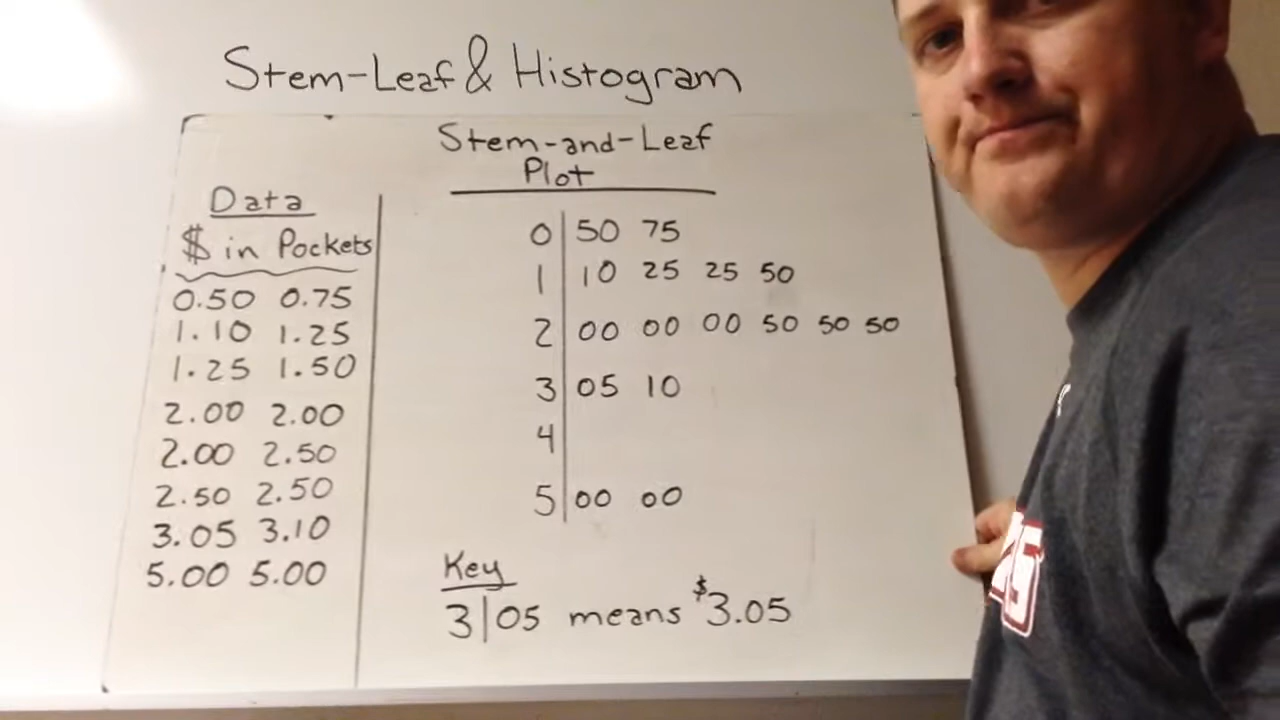 Stem-Leaf & Histogram
Stem-and-Leaf
Plot
Data
$ in Pockets
0.50 0.75
1.10 1.25
1.25 1.50
2.00 2.00
2.00 2.50
2.50 2.50
3.05 3.10
5.00 5.00
0 | 50 75
1 | 10 25 25 50
2 | 00 00 00 50 50 50
3 | 05 10
4 |
5 | 00 00
Key
3|05 means $3.05